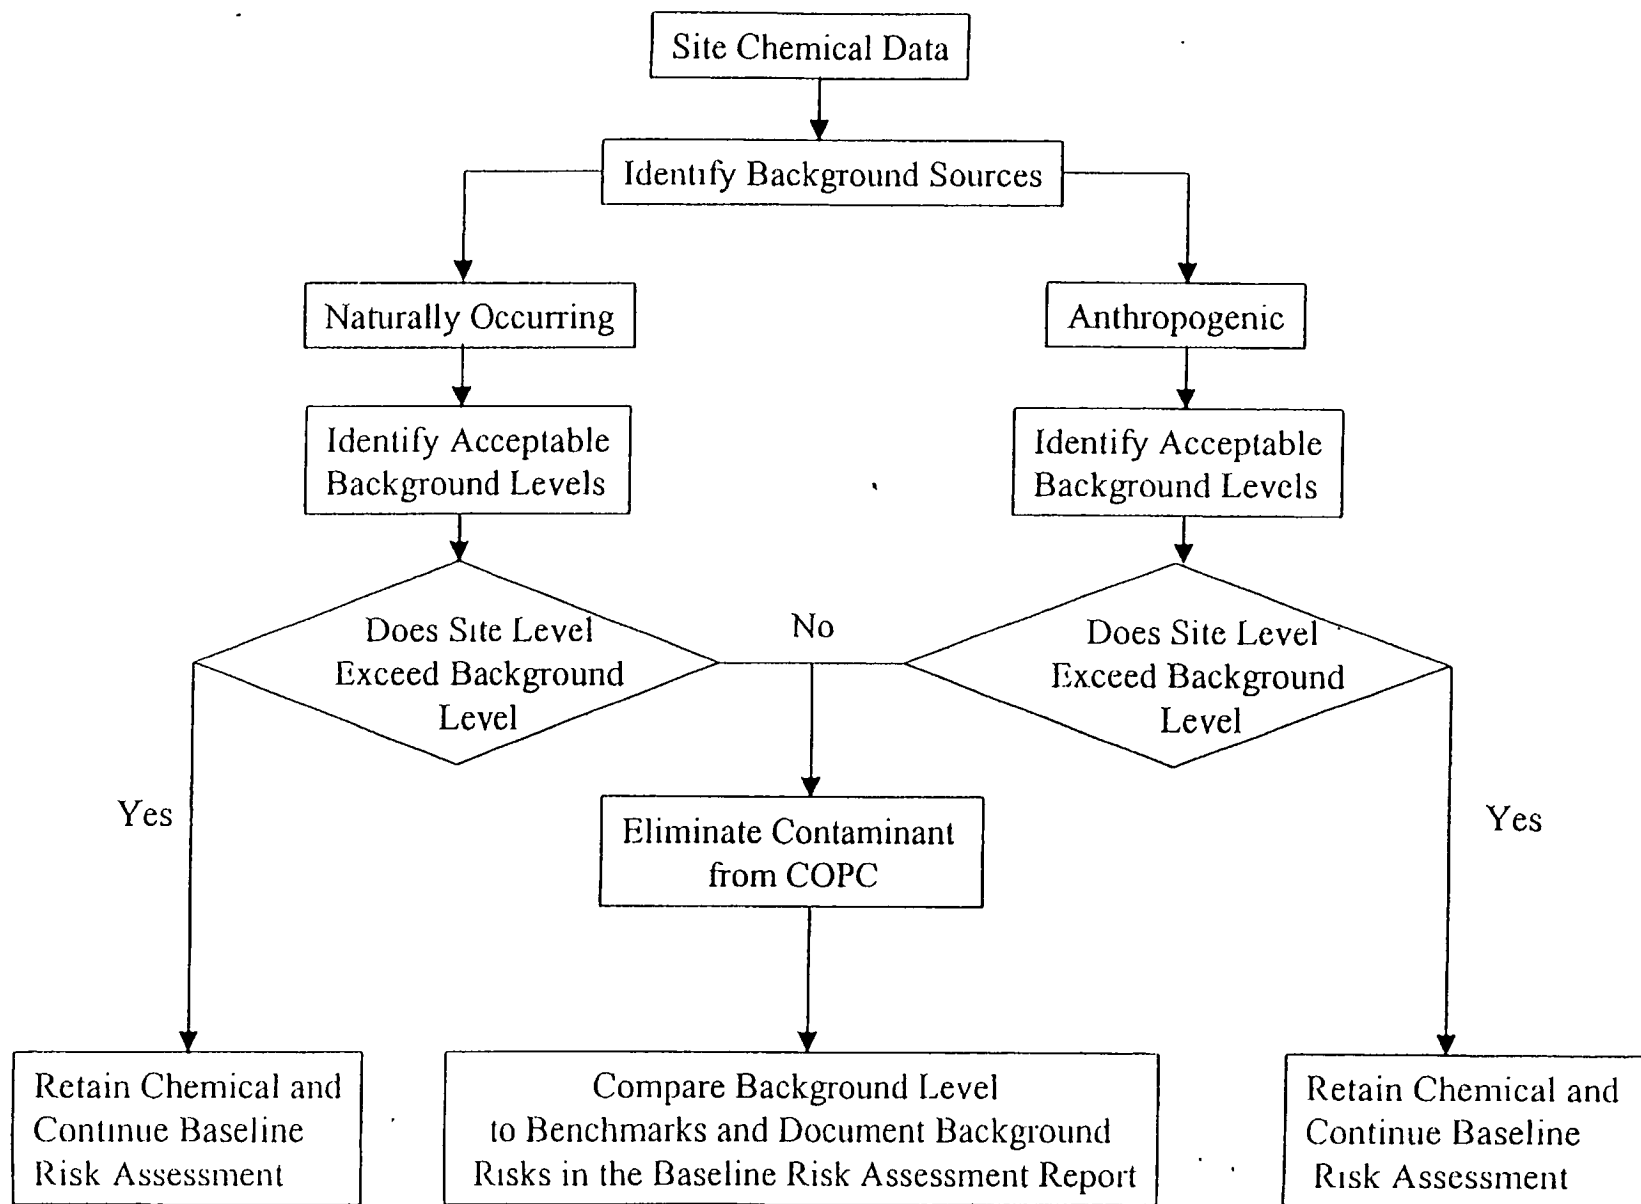 Site Chemical Data
Identify Background Sources
Naturally Occurring
Anthropogenic
Identify Acceptable
Background Levels
Identify Acceptable
Background Levels
Does Site Level
Exceed Background
Level
No
Does Site Level
Exceed Background
Level
Yes
Eliminate Contaminant
from COPC
Yes
Retain Chemical and
Continue Baseline
Risk Assessment
Compare Background Level
to Benchmarks and Document Background
Risks in the Baseline Risk Assessment Report
Retain Chemical and
Continue Baseline
Risk Assessment